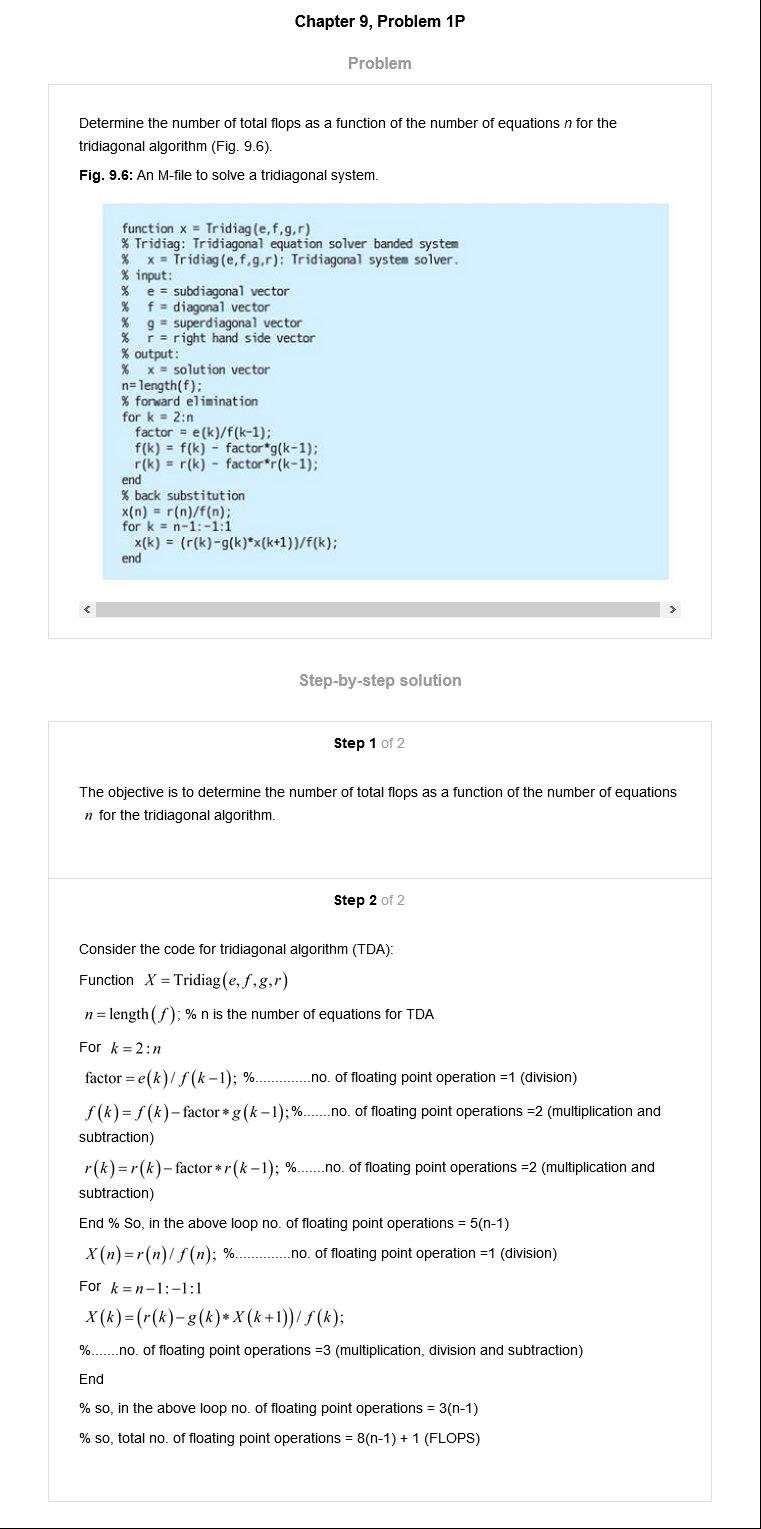 Chapter 9, Problem 1P
Problem
Determine the number of total flops as a function of the number of equations n for the
tridiagonal algorithm (Fig. 9.6).
Fig. 9.6: An M-file to solve a tridiagonal system.
function x = Tridiag(e,f,g,r)
% Tridiag: Tridiagonal equation solver banded system
%   x = Tridiag(e,f,g,r): Tridiagonal system solver.
% input:
%   e = subdiagonal vector
%   f = diagonal vector
%   g = superdiagonal vector
%   r = right hand side vector
% output:
%   x = solution vector
n=length(f);
% forward elimination
for k = 2:n
  factor = e(k)/f(k-1);
  f(k) = f(k) - factor*g(k-1);
  r(k) = r(k) - factor*r(k-1);
end
% back substitution
x(n) = r(n)/f(n);
for k = n-1:-1:1
  x(k) = (r(k)-g(k)*x(k+1))/f(k);
end
Step-by-step solution
Step 1 of 2
The objective is to determine the number of total flops as a function of the number of equations
n for the tridiagonal algorithm.
Step 2 of 2
Consider the code for tridiagonal algorithm (TDA):
Function X = Tridiag(e, f, g, r)
n = length(f); % n is the number of equations for TDA
For k = 2:n
factor = e(k)/f(k−1); %..............no. of floating point operation =1 (division)
f(k) = f(k) − factor * g(k−1);%.......no. of floating point operations =2 (multiplication and
subtraction)
r(k) = r(k) − factor * r(k−1); %.......no. of floating point operations =2 (multiplication and
subtraction)
End % So, in the above loop no. of floating point operations = 5(n-1)
X(n) = r(n)/f(n); %..............no. of floating point operation =1 (division)
For k = n−1:−1:1
X(k) = (r(k) − g(k) * X(k+1))/f(k);
%.......no. of floating point operations =3 (multiplication, division and subtraction)
End
% so, in the above loop no. of floating point operations = 3(n-1)
% so, total no. of floating point operations = 8(n-1) + 1 (FLOPS)